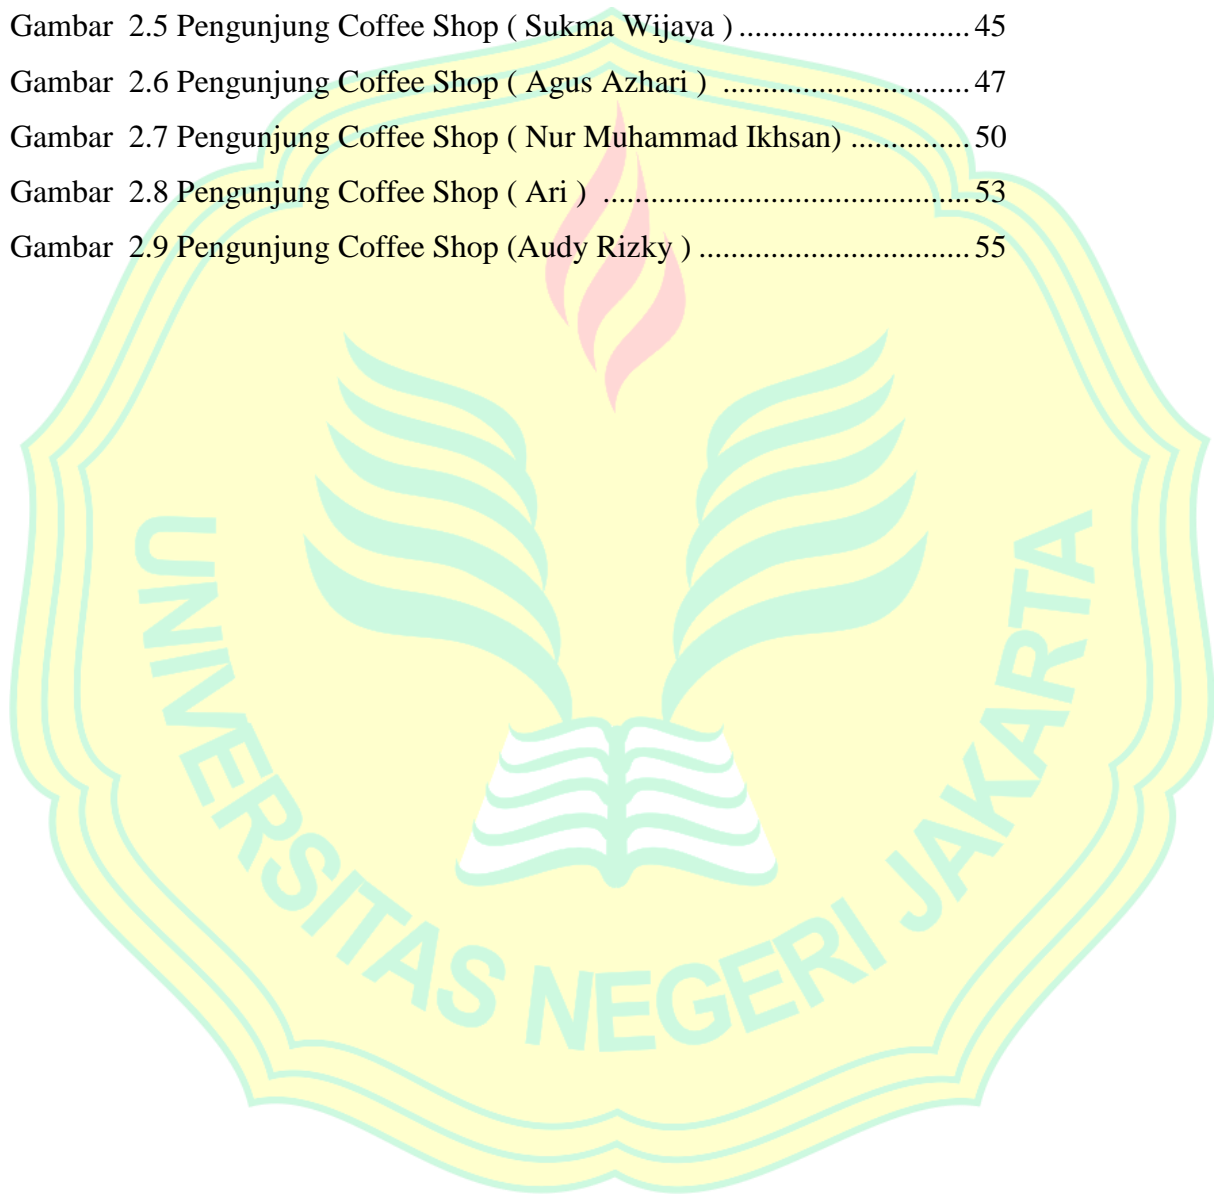 Gambar  2.5 Pengunjung Coffee Shop ( Sukma Wijaya ) ............................. 45
Gambar  2.6 Pengunjung Coffee Shop ( Agus Azhari )  ............................ 47
Gambar  2.7 Pengunjung Coffee Shop ( Nur Muhammad Ikhsan) ............... 50
Gambar  2.8 Pengunjung Coffee Shop ( Ari )  ............................................... 53
Gambar  2.9 Pengunjung Coffee Shop (Audy Rizky ) ................................... 55
UNIVERSITAS NEGERI JAKARTA